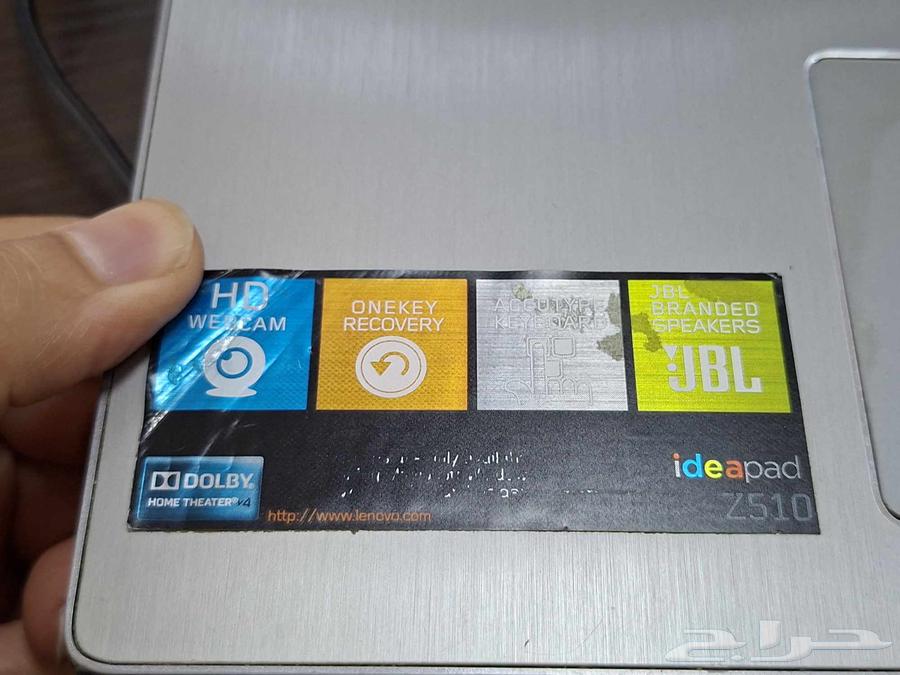 HD
WEBCAM
ONEKEY
RECOVERY
ACCUTYPE
KEYBOARD
JBL
BRANDED
SPEAKERS
JBL
DOLBY
HOME THEATER® v4
http://www.lenovo.com
ideapad
Z510
حراج